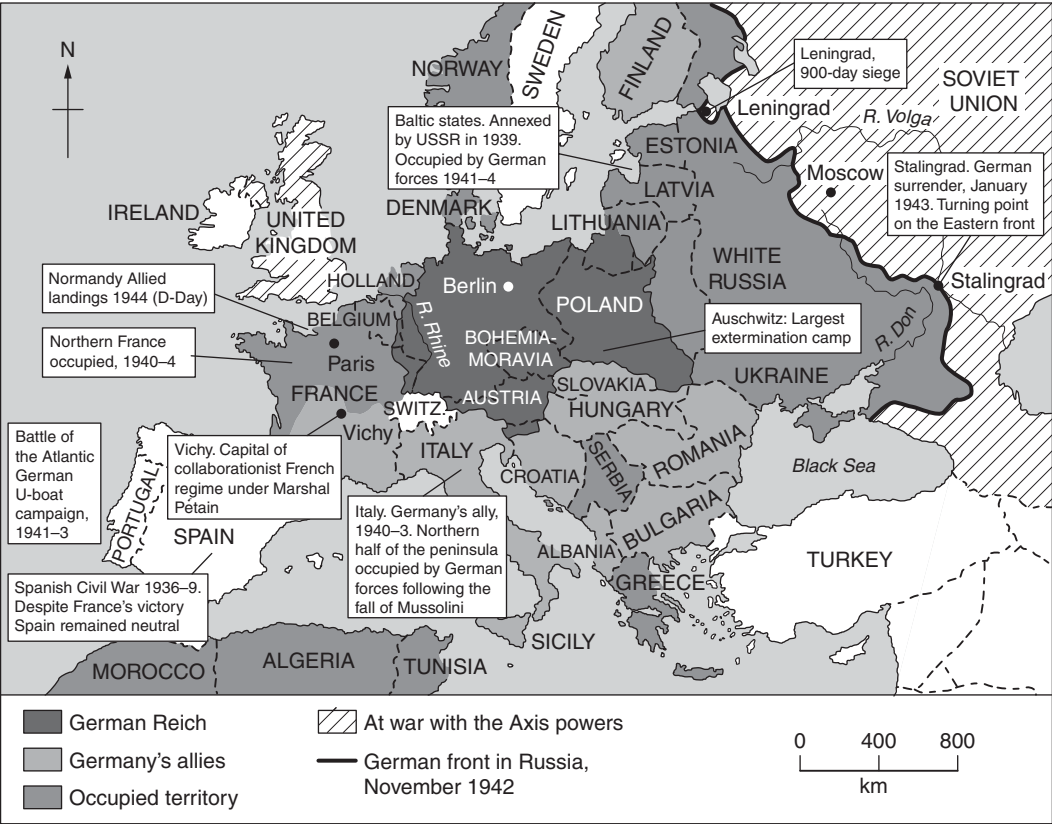 N
NORWAY
SWEDEN
FINLAND
Leningrad,
900-day siege
SOVIET
UNION
Leningrad
R. Volga
Baltic states. Annexed
by USSR in 1939.
Occupied by German
forces 1941–4
ESTONIA
LATVIA
Moscow
Stalingrad. German
surrender, January
1943. Turning point
on the Eastern front
IRELAND
UNITED
KINGDOM
DENMARK
LITHUANIA
WHITE
RUSSIA
Normandy Allied
landings 1944 (D-Day)
HOLLAND
Berlin
POLAND
Stalingrad
BELGIUM
R. Rhine
BOHEMIA-
MORAVIA
Auschwitz: Largest
extermination camp
R. Don
Northern France
occupied, 1940–4
Paris
FRANCE
AUSTRIA
SLOVAKIA
UKRAINE
SWITZ.
HUNGARY
Vichy
ITALY
CROATIA
SERBIA
ROMANIA
Black Sea
Battle of
the Atlantic
German
U-boat
campaign,
1941–3
Vichy. Capital of
collaborationist French
regime under Marshal
Pétain
PORTUGAL
SPAIN
Italy. Germany's ally,
1940–3. Northern
half of the peninsula
occupied by German
forces following the
fall of Mussolini
ALBANIA
BULGARIA
GREECE
TURKEY
Spanish Civil War 1936–9.
Despite France's victory
Spain remained neutral
SICILY
MOROCCO
ALGERIA
TUNISIA
German Reich
Germany's allies
Occupied territory
At war with the Axis powers
German front in Russia,
November 1942
0 400 800
km